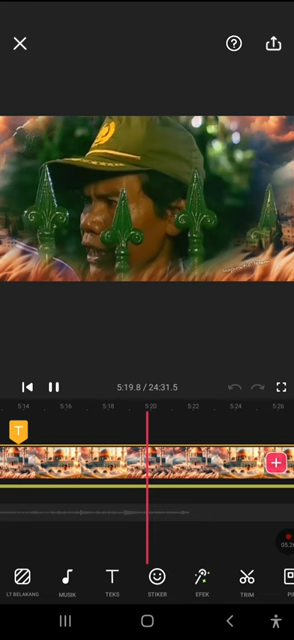 5:19.8 / 24:31.5
5:14 5:16 5:18 5:20 5:22 5:24 5:26
T
LT BELAKANG MUSIK TEKS STIKER EFEK TRIM